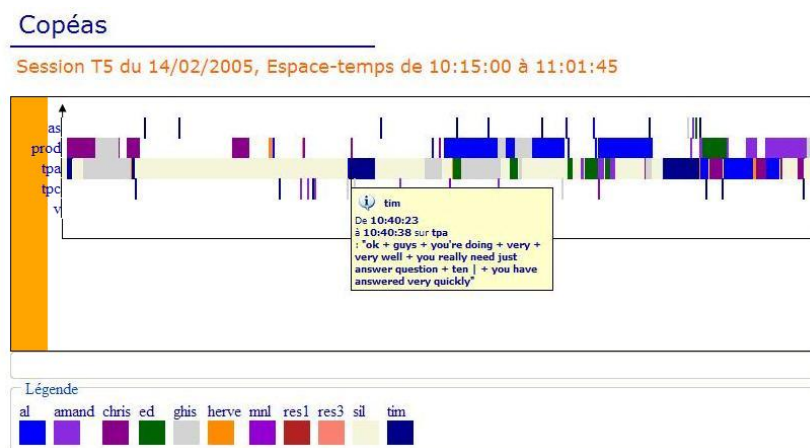 Copéas
Session T5 du 14/02/2005, Espace-temps de 10:15:00 à 11:01:45
as
prod
tpa
tpc
v
tim
De 10:40:23
à 10:40:38 sur tpa
: "ok + guys + you're doing + very +
very well + you really need just
answer question + ten | + you have
answered very quickly"
Légende
al amand chris ed ghis herve mnl res1 res3 sil tim